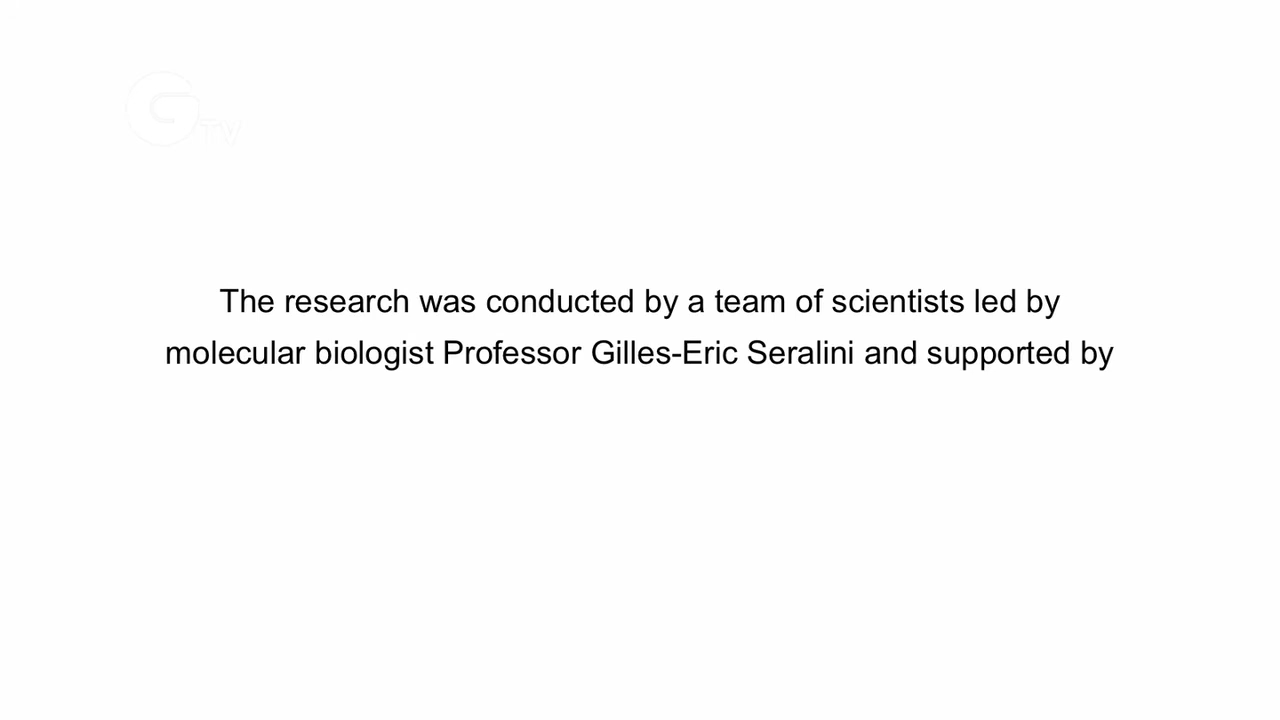 GTV
The research was conducted by a team of scientists led by
molecular biologist Professor Gilles-Eric Seralini and supported by